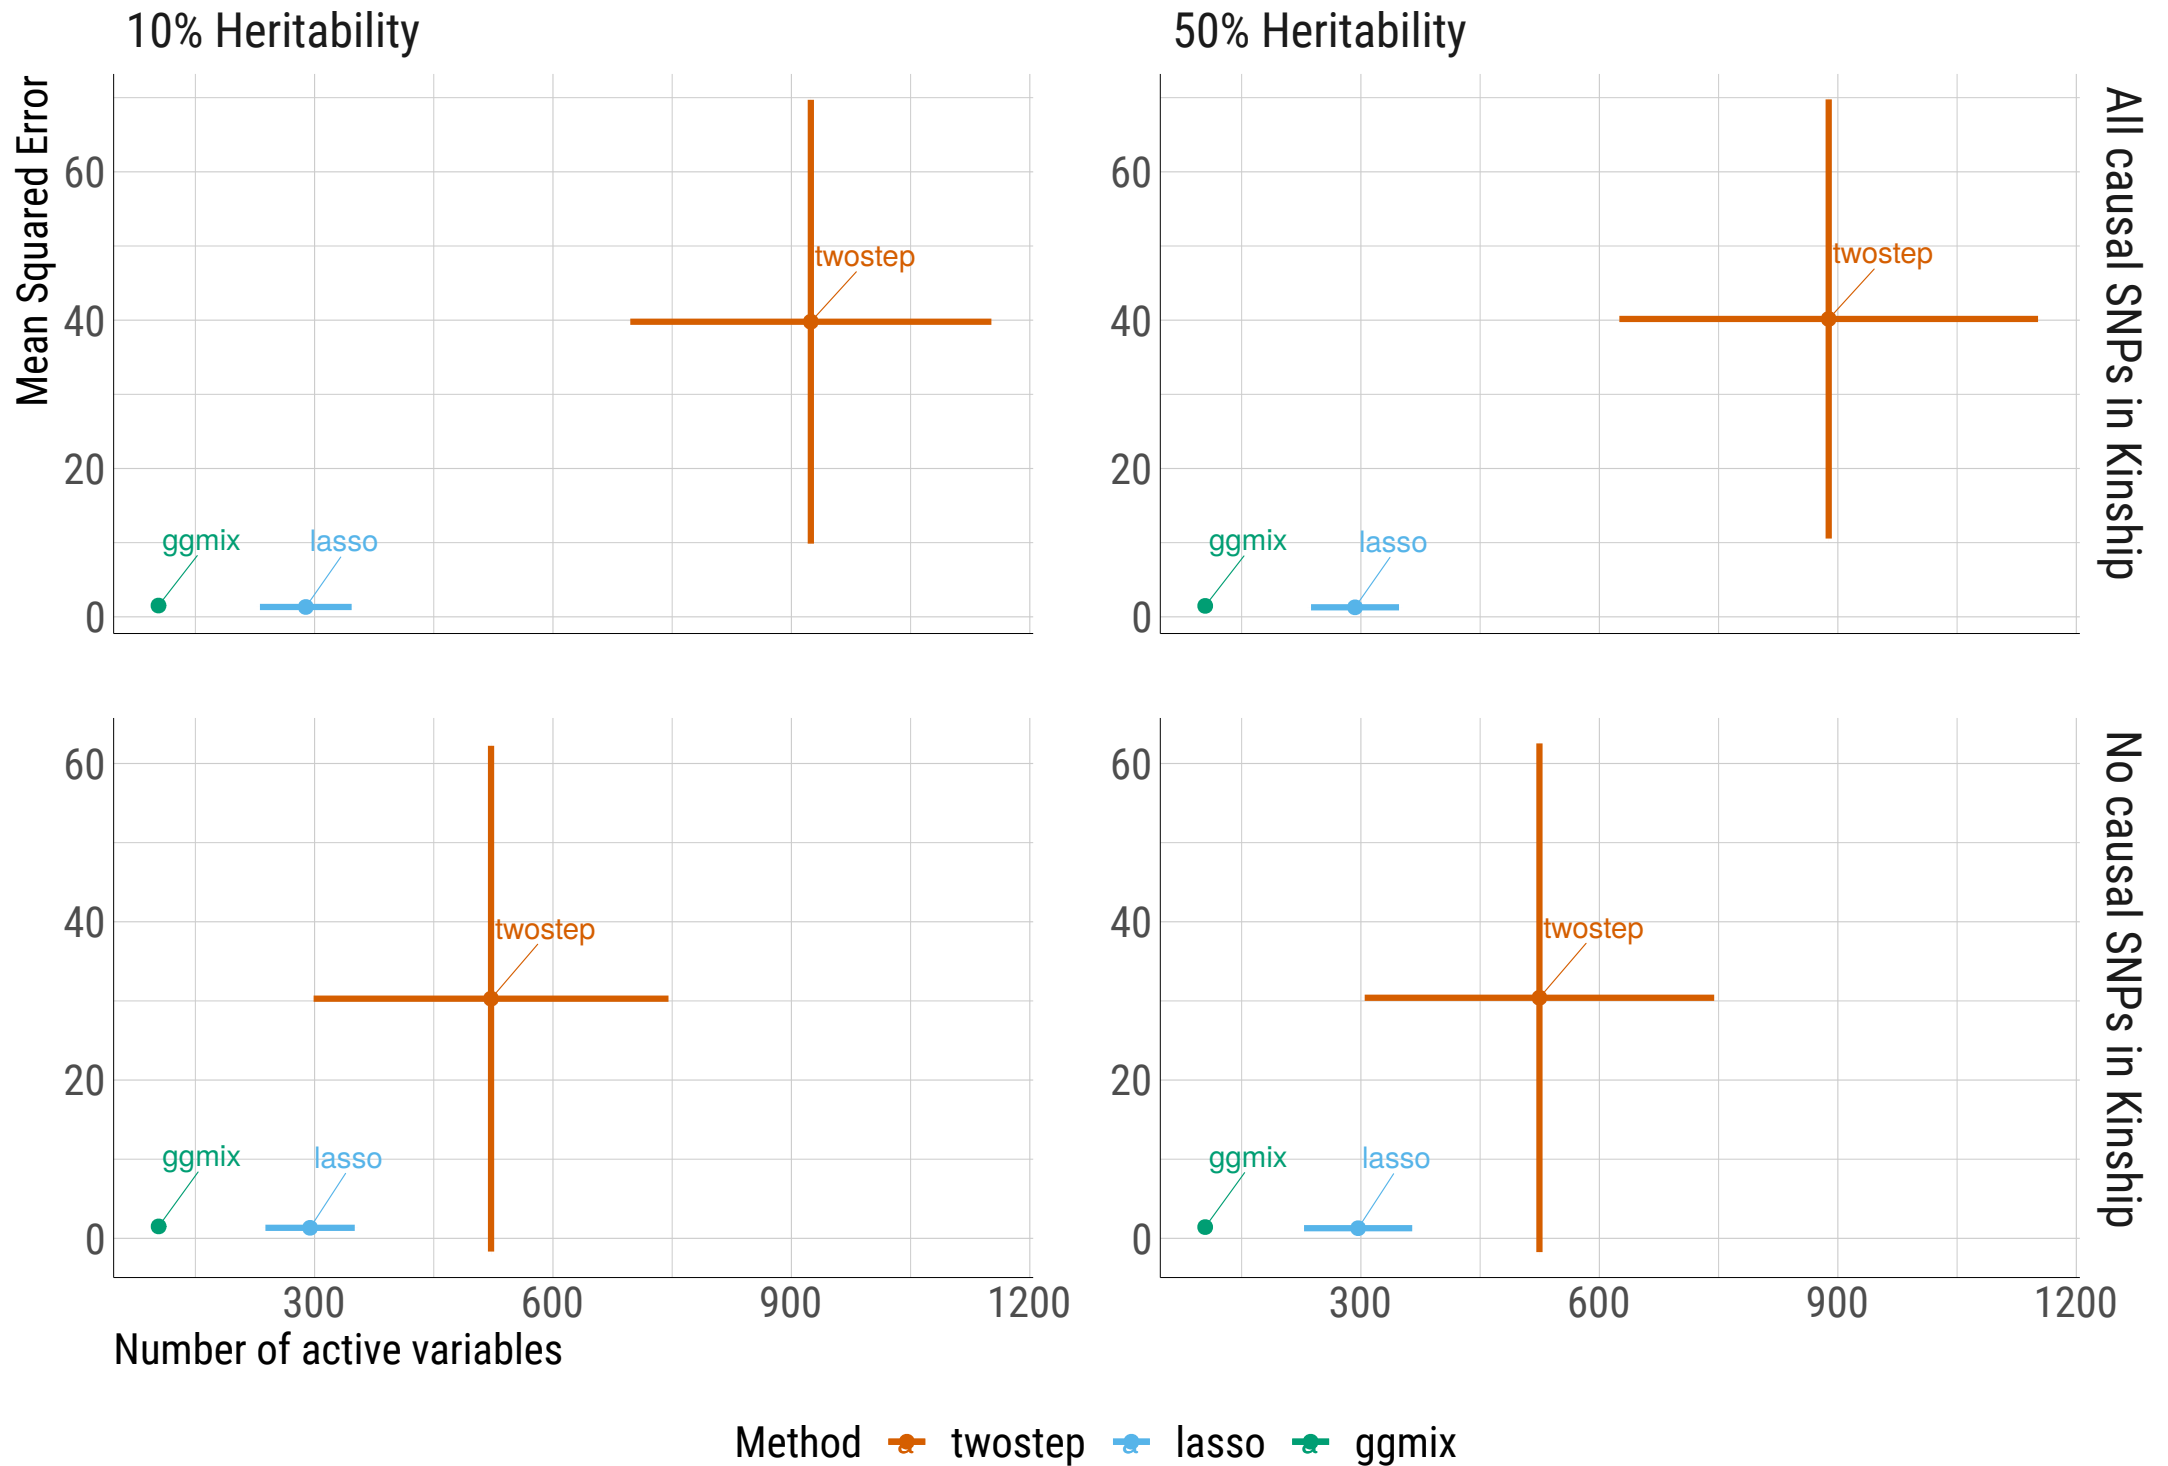 10% Heritability
50% Heritability
Mean Squared Error
All causal SNPs in Kinship
60
40
20
0
twostep
ggmix
lasso
60
40
20
0
twostep
ggmix
lasso
No causal SNPs in Kinship
60
40
20
0
twostep
ggmix
lasso
300 600 900 1200
60
40
20
0
twostep
ggmix
lasso
300 600 900 1200
Number of active variables
Method & twostep & lasso & ggmix